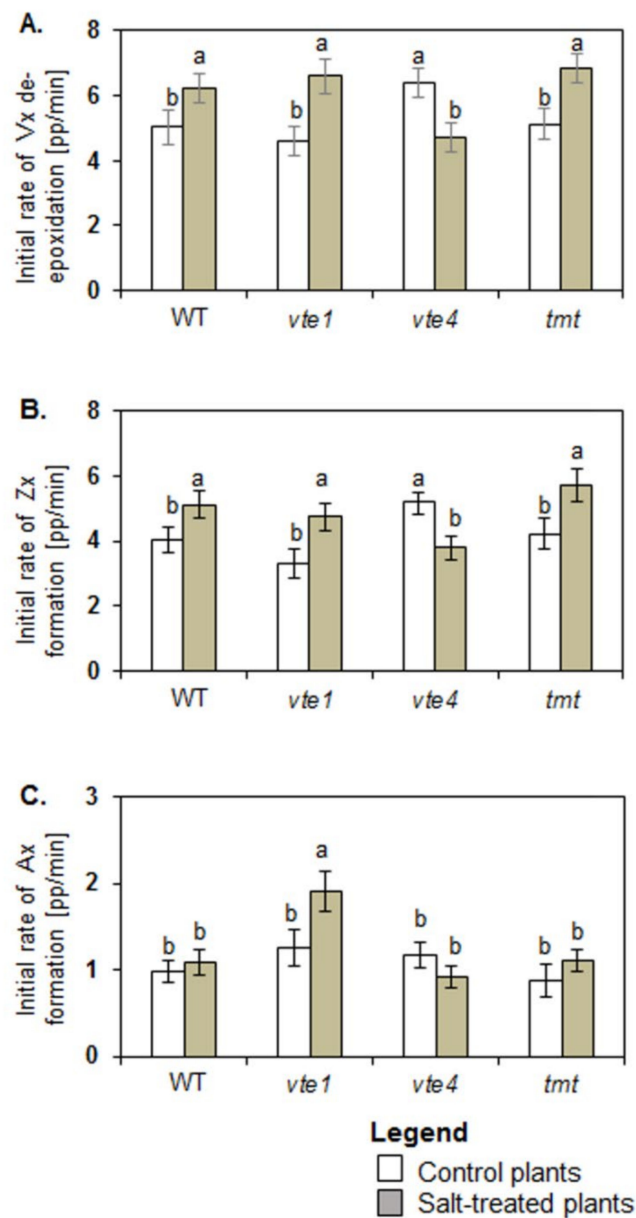 A.
Initial rate of Vx de-
epoxidation [pp/min]
8
6
4
2
0
b a b a a b b a
WT vte1 vte4 tmt
B.
Initial rate of Zx
formation [pp/min]
8
6
4
2
0
b a b a a b b a
WT vte1 vte4 tmt
C.
Initial rate of Ax
formation [pp/min]
3
2
1
0
b b b a b b b b
WT vte1 vte4 tmt
Legend
Control plants
Salt-treated plants